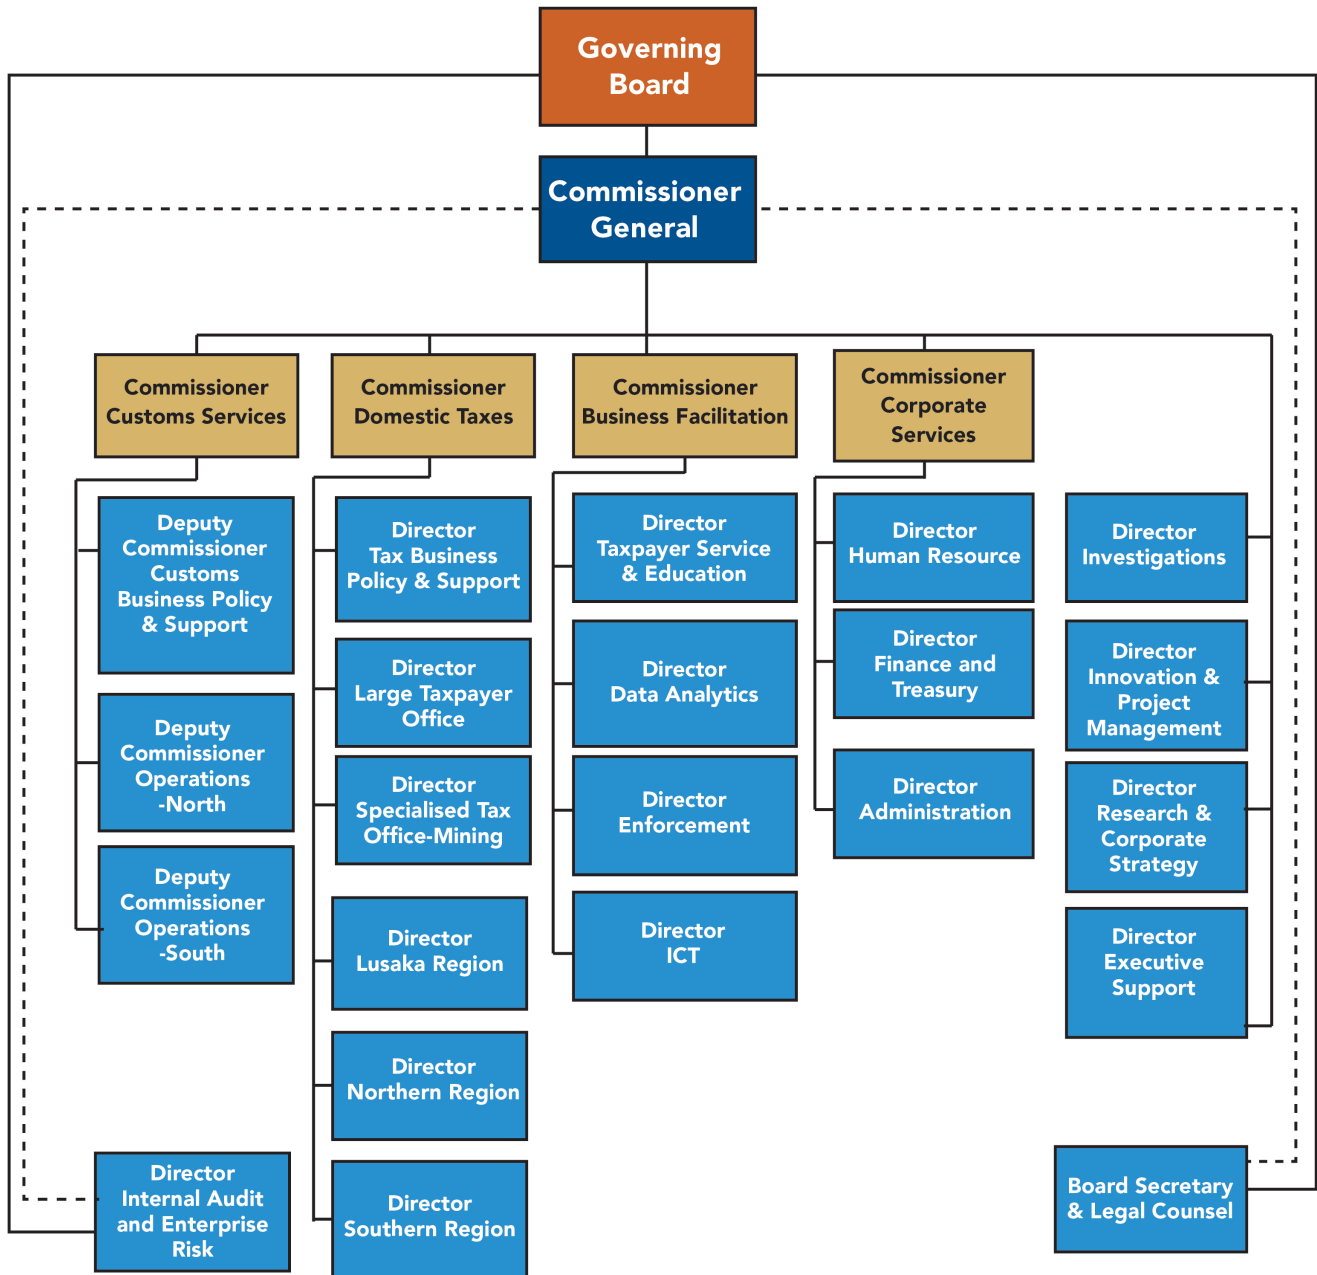 Governing
Board
Commissioner
General
Commissioner
Customs Services
Commissioner
Domestic Taxes
Commissioner
Business Facilitation
Commissioner
Corporate
Services
Deputy
Commissioner
Customs
Business Policy
& Support
Deputy
Commissioner
Operations
-North
Deputy
Commissioner
Operations
-South
Director
Tax Business
Policy & Support
Director
Large Taxpayer
Office
Director
Specialised Tax
Office-Mining
Director
Lusaka Region
Director
Northern Region
Director
Southern Region
Director
Taxpayer Service
& Education
Director
Data Analytics
Director
Enforcement
Director
ICT
Director
Human Resource
Director
Finance and
Treasury
Director
Administration
Director
Investigations
Director
Innovation &
Project
Management
Director
Research &
Corporate
Strategy
Director
Executive
Support
Director
Internal Audit
and Enterprise
Risk
Board Secretary
& Legal Counsel